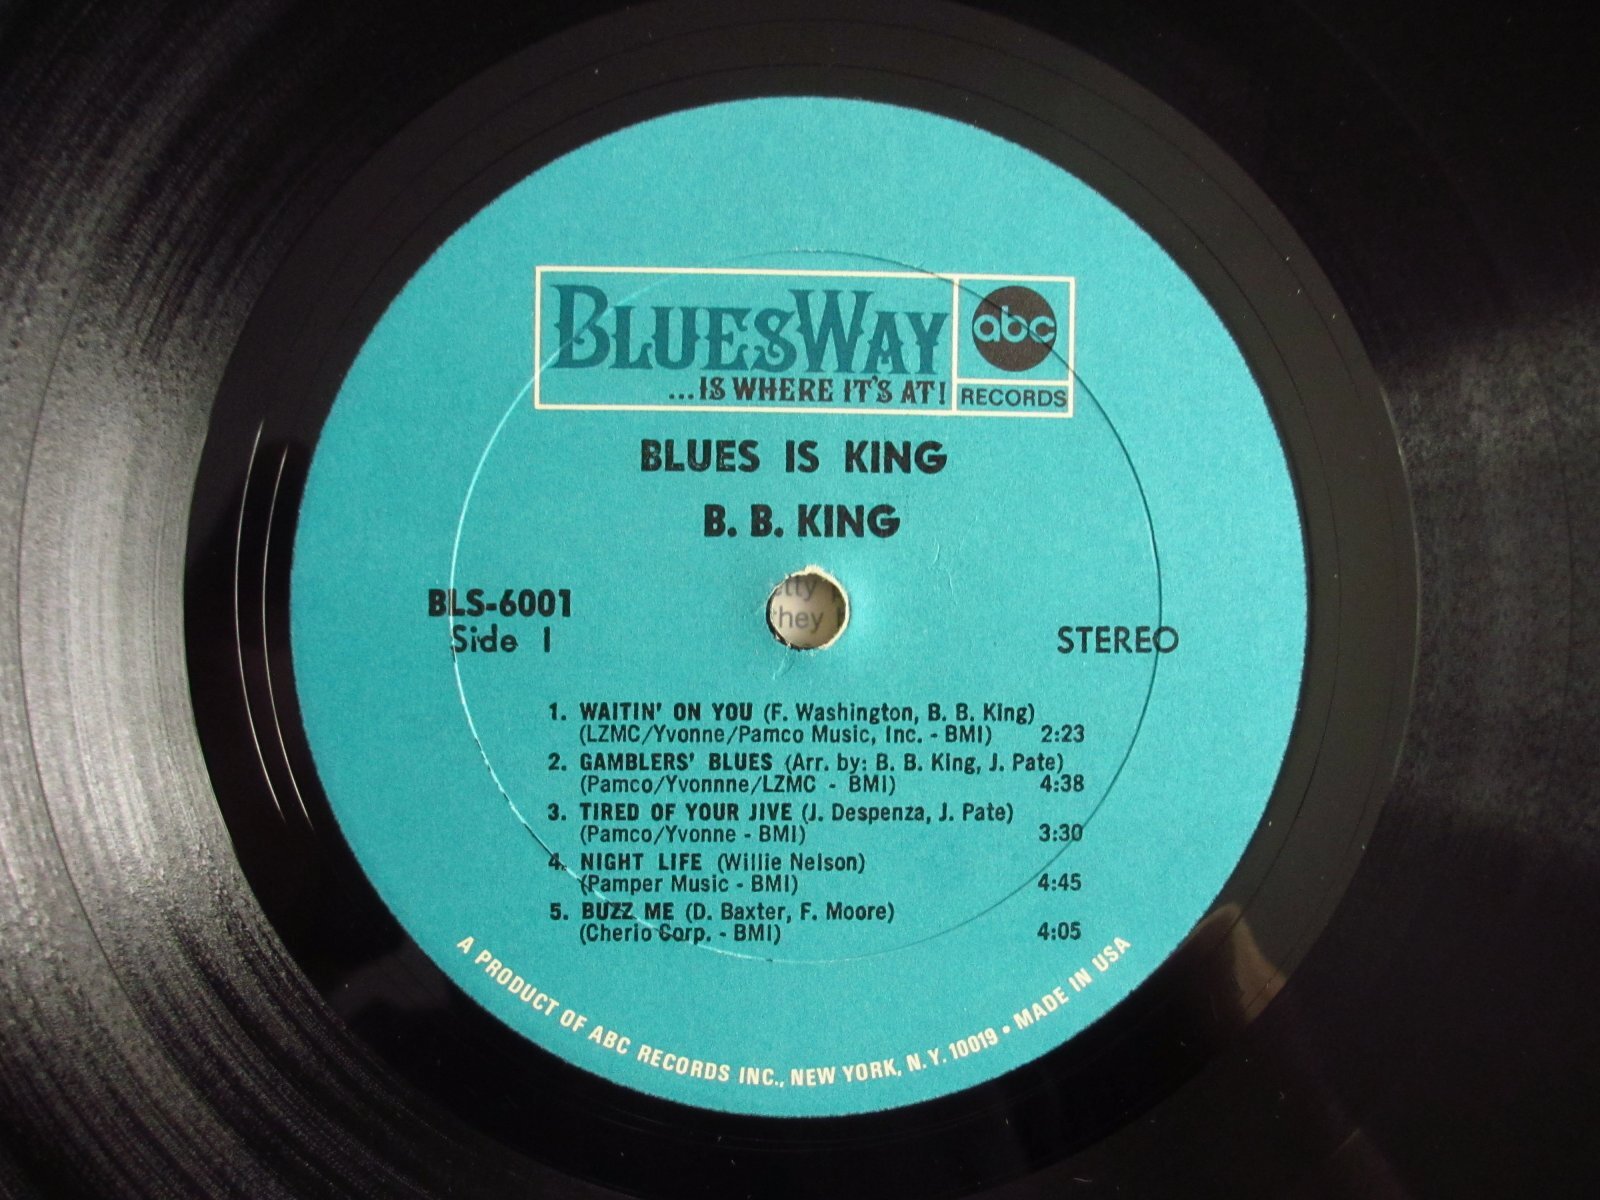 BLUESWAY
...IS WHERE IT'S AT!
abc
RECORDS
BLUES IS KING
B. B. KING
BLS-6001
Side 1
STEREO
they
1. WAITIN' ON YOU (F. Washington, B. B. King)
(LZMC/Yvonne/Pamco Music, Inc. - BMI) 2:23
2. GAMBLERS' BLUES (Arr. by: B. B. King, J. Pate)
(Pamco/Yvonnne/LZMC - BMI) 4:38
3. TIRED OF YOUR JIVE (J. Despenza, J. Pate)
(Pamco/Yvonne - BMI) 3:30
4. NIGHT LIFE (Willie Nelson)
(Pamper Music - BMI) 4:45
5. BUZZ ME (D. Baxter, F. Moore)
(Cherio Corp. - BMI) 4:05
A PRODUCT OF ABC RECORDS INC., NEW YORK, N. Y. 10019 • MADE IN USA